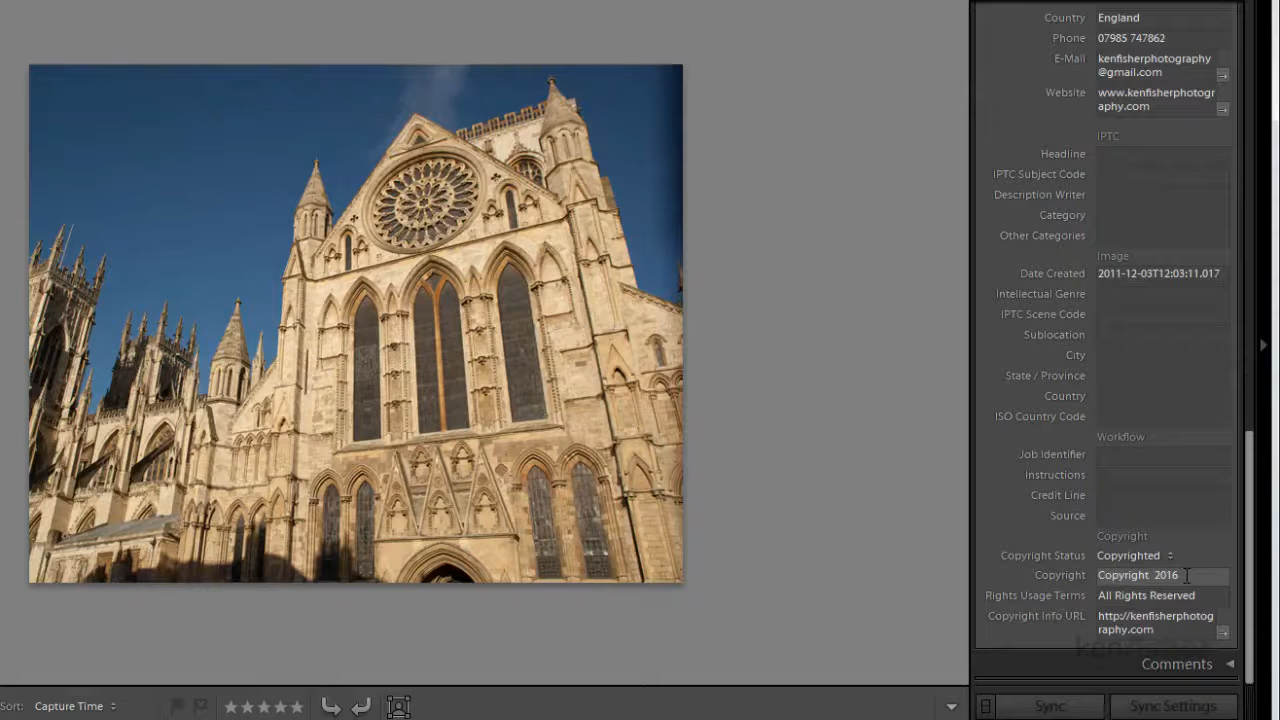 Country England
Phone 07985 747862
E-Mail kenfisherphotography
@gmail.com
Website www.kenfisherphotogr
aphy.com
IPTC
Headline
IPTC Subject Code
Description Writer
Category
Other Categories
Image
Date Created 2011-12-03T12:03:11.017
Intellectual Genre
IPTC Scene Code
Sublocation
City
State / Province
Country
ISO Country Code
Workflow
Job Identifier
Instructions
Credit Line
Source
Copyright
Copyright Status Copyrighted
Copyright Copyright 2016
Rights Usage Terms All Rights Reserved
Copyright Info URL http://kenfisherphotog
raphy.com
Comments
Sort: Capture Time
Sync Sync Settings